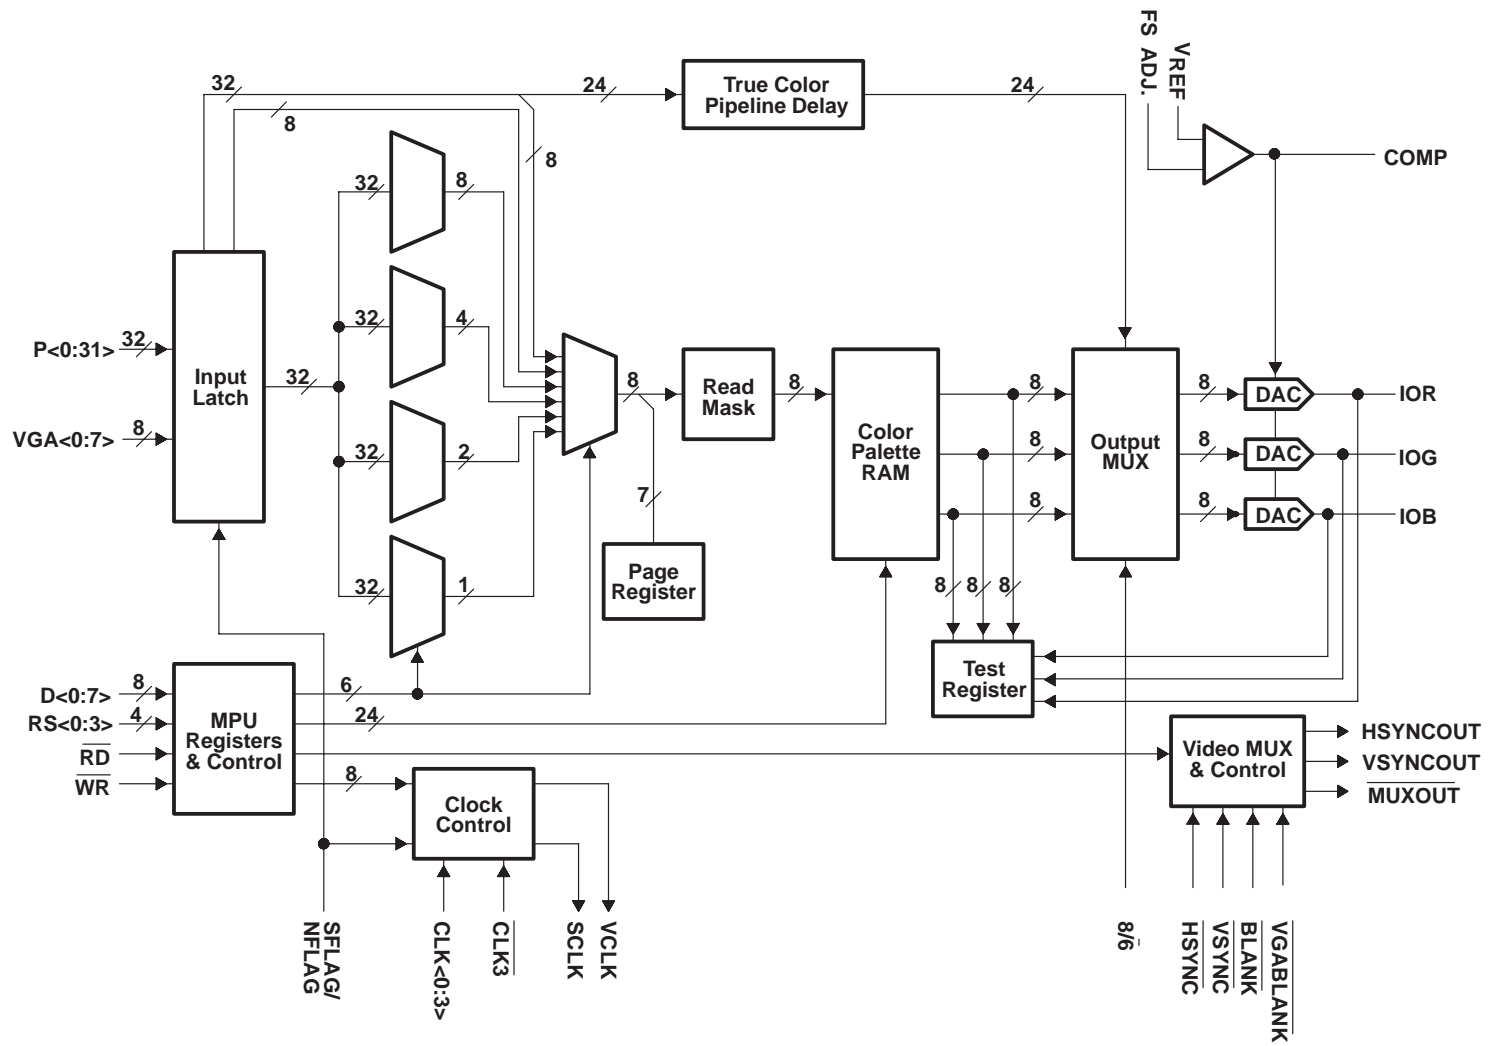 FS ADJ.
VREF
32
24
True Color
Pipeline Delay
24
8
8
COMP
32
8
32
4
P<0:31>
32
Input
Latch
32
VGA<0:7>
8
8
Read
Mask
8
Color
Palette
RAM
8
8
8
Output
MUX
8
8
8
DAC
DAC
DAC
IOR
IOG
IOB
32
2
7
Page
Register
32
1
8
8
8
Test
Register
D<0:7>
8
RS<0:3>
4
RD
WR
MPU
Registers
& Control
6
24
8
Clock
Control
Video MUX
& Control
HSYNCOUT
VSYNCOUT
MUXOUT
SFLAG/
NFLAG
CLK<0:3>
CLK3
SCLK
VCLK
8/6
HSYNC
VSYNC
BLANK
VGABLANK